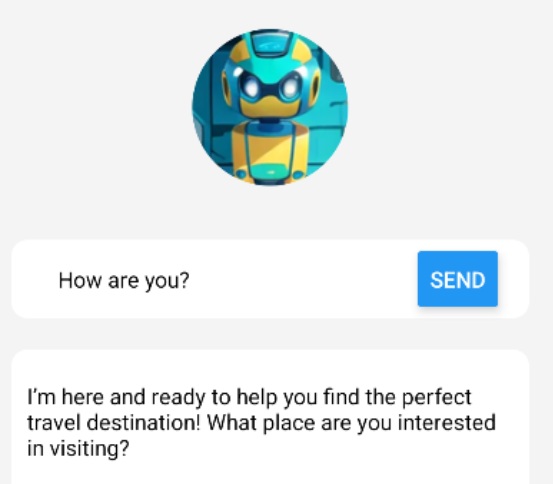 How are you?
SEND
I'm here and ready to help you find the perfect
travel destination! What place are you interested
in visiting?